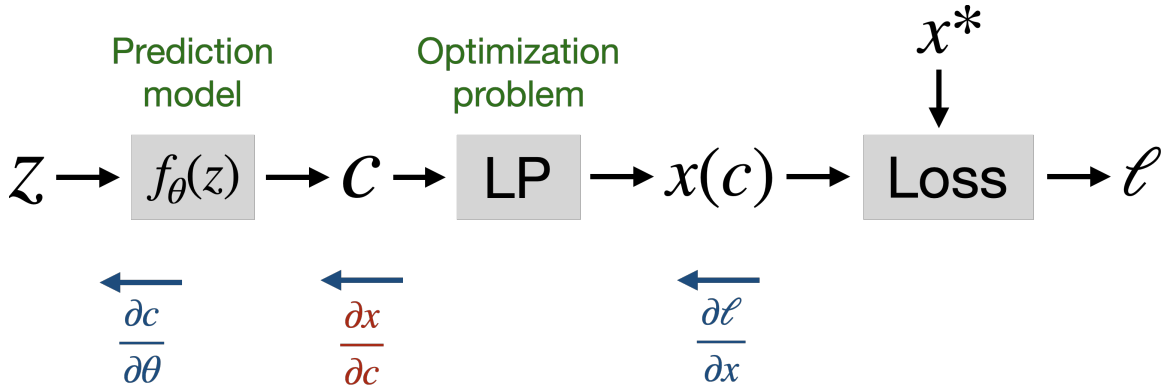 Prediction
model
Optimization
problem
x*
z
f_θ(z)
c
LP
x(c)
Loss
ℓ
∂c
∂θ
∂x
∂c
∂ℓ
∂x